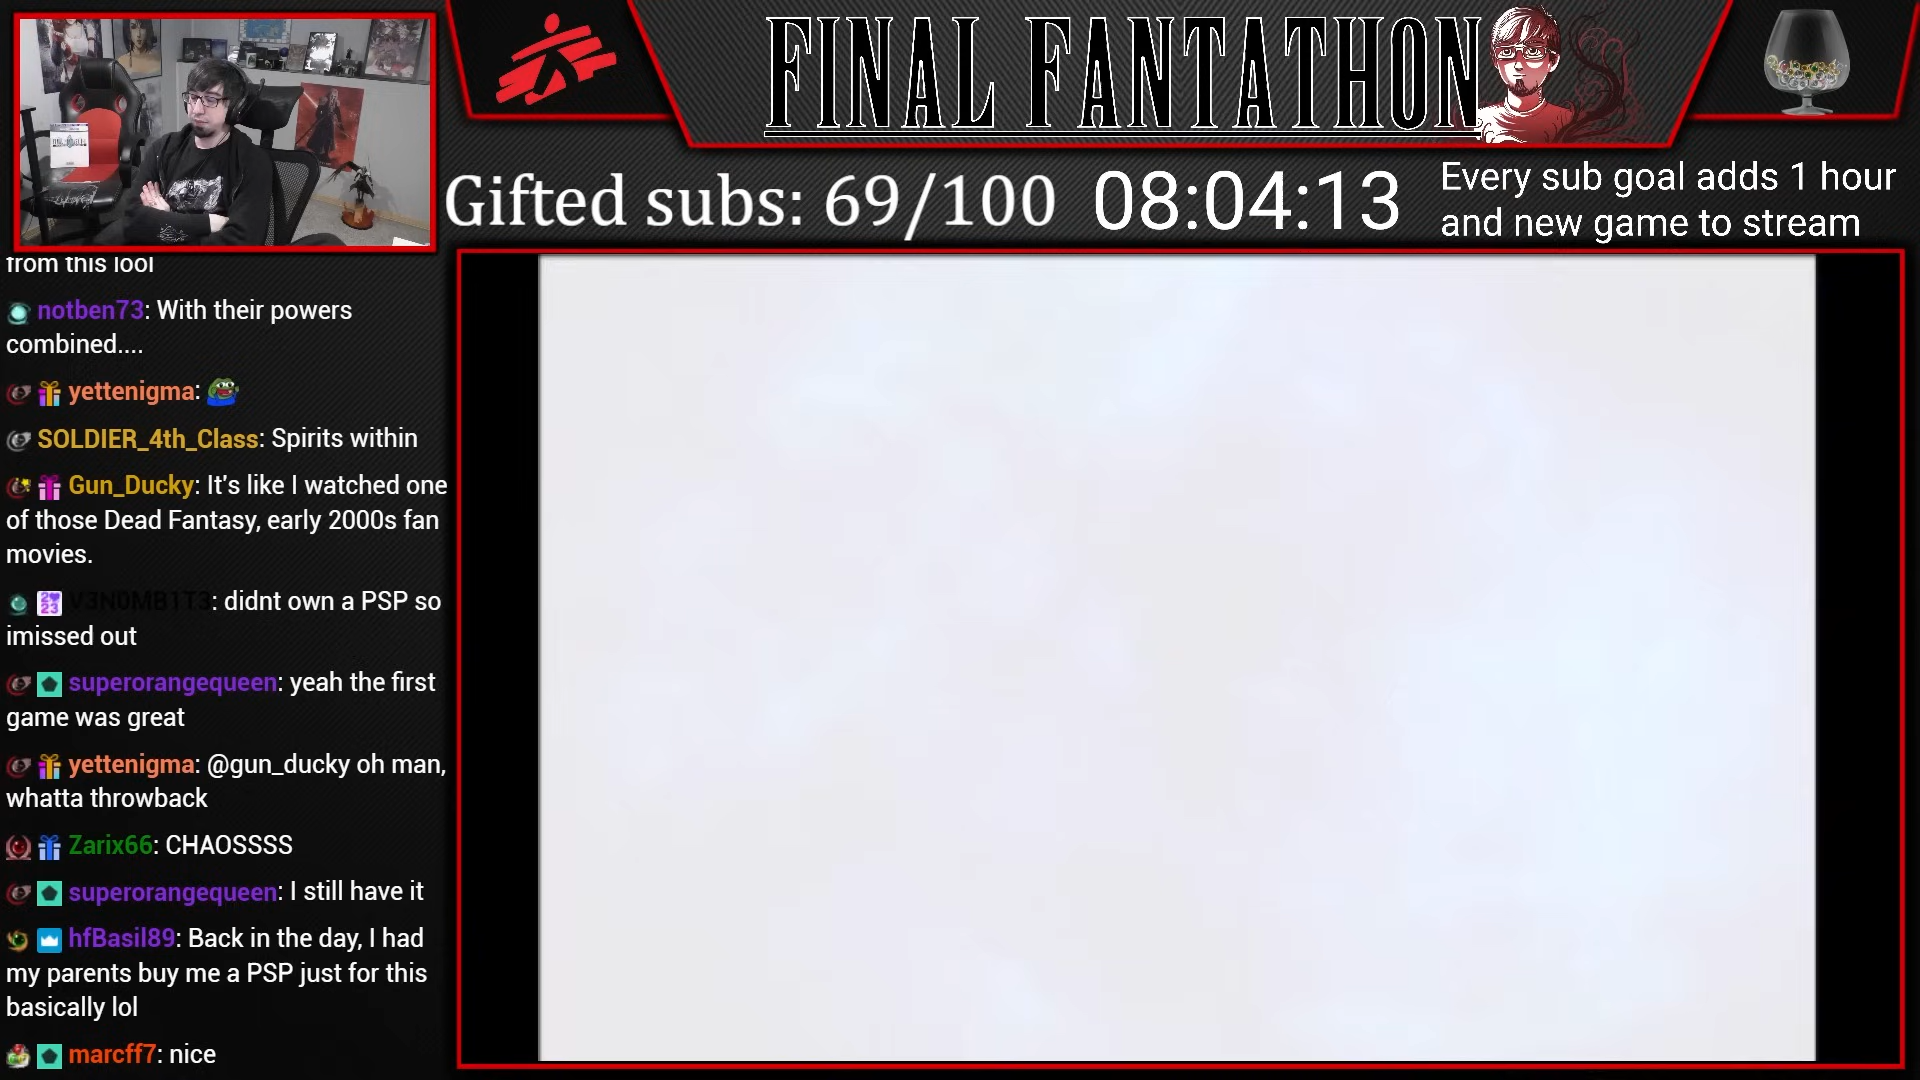 FINAL FANTATHON
Gifted subs: 69/100
08:04:13
Every sub goal adds 1 hour
and new game to stream
from this lool
notben73: With their powers
combined....
yettenigma:
SOLDIER_4th_Class: Spirits within
Gun_Ducky: It's like I watched one
of those Dead Fantasy, early 2000s fan
movies.
V3N0MB1T3: didnt own a PSP so
imissed out
superorangequeen: yeah the first
game was great
yettenigma: @gun_ducky oh man,
whatta throwback
Zarix66: CHAOSSSS
superorangequeen: I still have it
hfBasil89: Back in the day, I had
my parents buy me a PSP just for this
basically lol
marcff7: nice